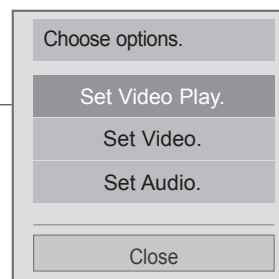 Choose options.
Set Video Play.
Set Video.
Set Audio.
Close